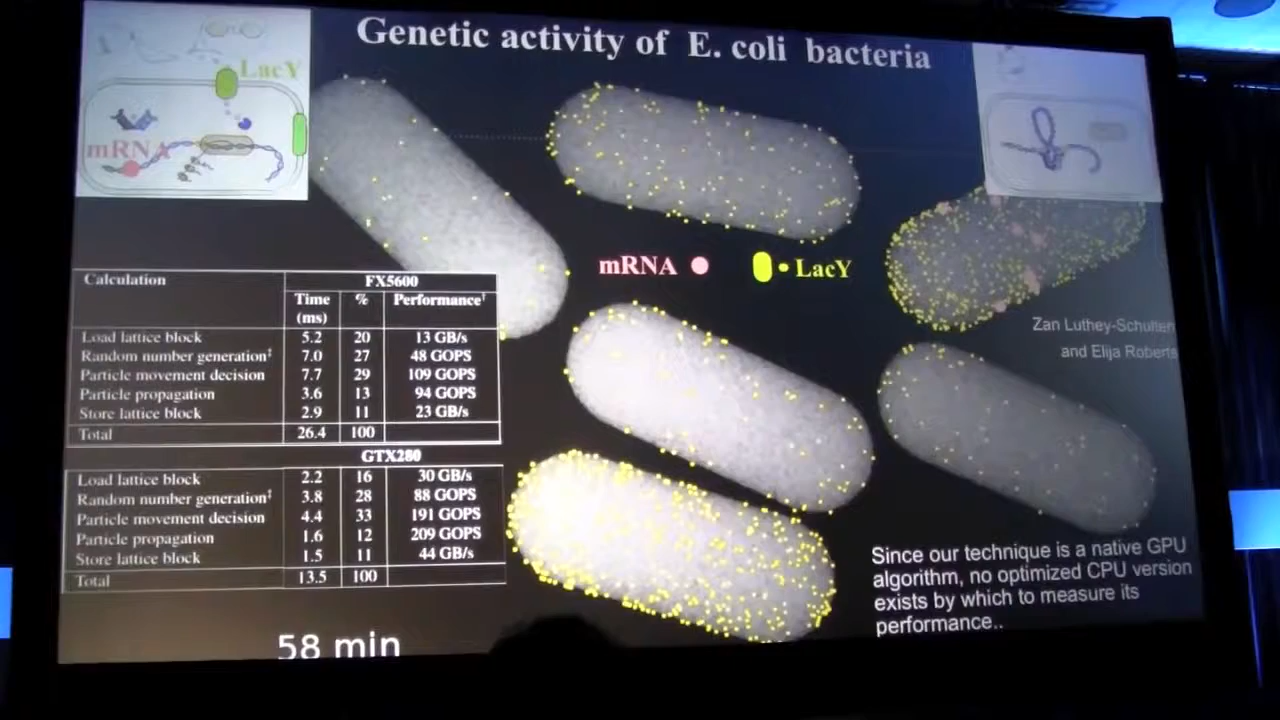 Genetic activity of E. coli bacteria
LacY
mRNA
mRNA LacY
Zan Luthey-Schulten
and Elija Roberts
Calculation FX5600
Time (ms) % Performance†
Load lattice block 5.2 20 13 GB/s
Random number generation‡ 7.0 27 48 GOPS
Particle movement decision 7.7 29 109 GOPS
Particle propagation 3.6 13 94 GOPS
Store lattice block 2.9 11 23 GB/s
Total 26.4 100
GTX280
Load lattice block 2.2 16 30 GB/s
Random number generation‡ 3.8 28 88 GOPS
Particle movement decision 4.4 33 191 GOPS
Particle propagation 1.6 12 209 GOPS
Store lattice block 1.5 11 44 GB/s
Total 13.5 100
Since our technique is a native GPU
algorithm, no optimized CPU version
exists by which to measure its
performance..
58 min